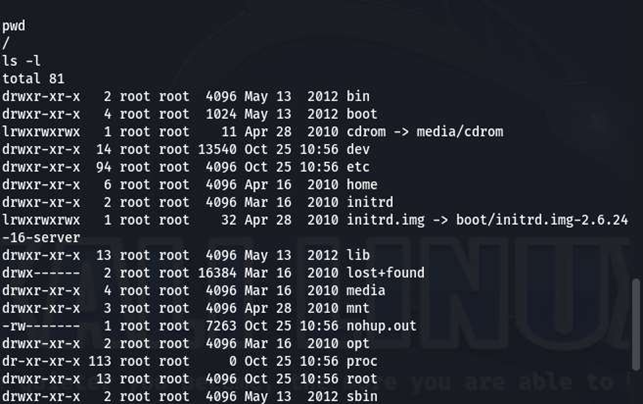 pwd
/
ls -l
total 81
drwxr-xr-x   2 root root  4096 May 13  2012 bin
drwxr-xr-x   4 root root  1024 May 13  2012 boot
lrwxrwxrwx   1 root root    11 Apr 28  2010 cdrom -> media/cdrom
drwxr-xr-x  14 root root 13540 Oct 25 10:56 dev
drwxr-xr-x  94 root root  4096 Oct 25 10:56 etc
drwxr-xr-x   6 root root  4096 Apr 16  2010 home
drwxr-xr-x   2 root root  4096 Mar 16  2010 initrd
lrwxrwxrwx   1 root root    32 Apr 28  2010 initrd.img -> boot/initrd.img-2.6.24
-16-server
drwxr-xr-x  13 root root  4096 May 13  2012 lib
drwx------   2 root root 16384 Mar 16  2010 lost+found
drwxr-xr-x   4 root root  4096 Mar 16  2010 media
drwxr-xr-x   3 root root  4096 Apr 28  2010 mnt
-rw-------   1 root root  7263 Oct 25 10:56 nohup.out
drwxr-xr-x   2 root root  4096 Mar 16  2010 opt
dr-xr-xr-x 113 root root     0 Oct 25 10:56 proc
drwxr-xr-x  13 root root  4096 Oct 25 10:56 root
drwxr-xr-x   2 root root  4096 May 13  2012 sbin
you are able to